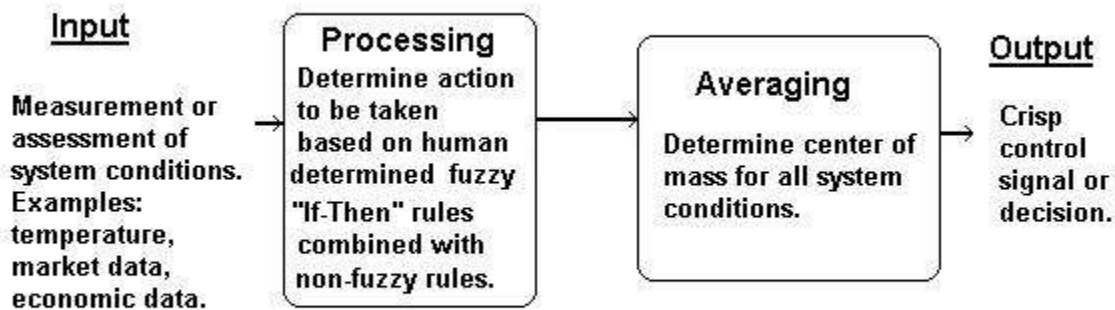 Input
Measurement or
assessment of
system conditions.
Examples:
temperature,
market data,
economic data.
Processing
Determine action
to be taken
based on human
determined fuzzy
"If-Then" rules
combined with
non-fuzzy rules.
Averaging
Determine center of
mass for all system
conditions.
Output
Crisp
control
signal or
decision.